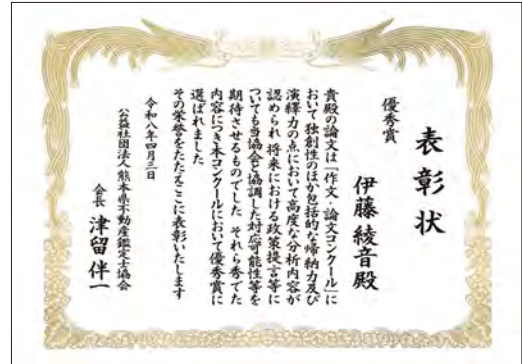 表彰状
優秀賞
伊藤綾音殿
貴殿の論文は「作文・論文コンクール」に
おいて独創性のほか包括的な帰納力及び
演繹力の点において高度な分析内容が
認められ将来における政策提言等に
ついても当協会と協調した対応可能性等を
期待させるものでした それら秀でた
内容につき本コンクールにおいて優秀賞に
選ばれました
その栄誉をたたえここに表彰いたします
令和八年四月三日
公益社団法人熊本県不動産鑑定士協会
会長 津留伴一